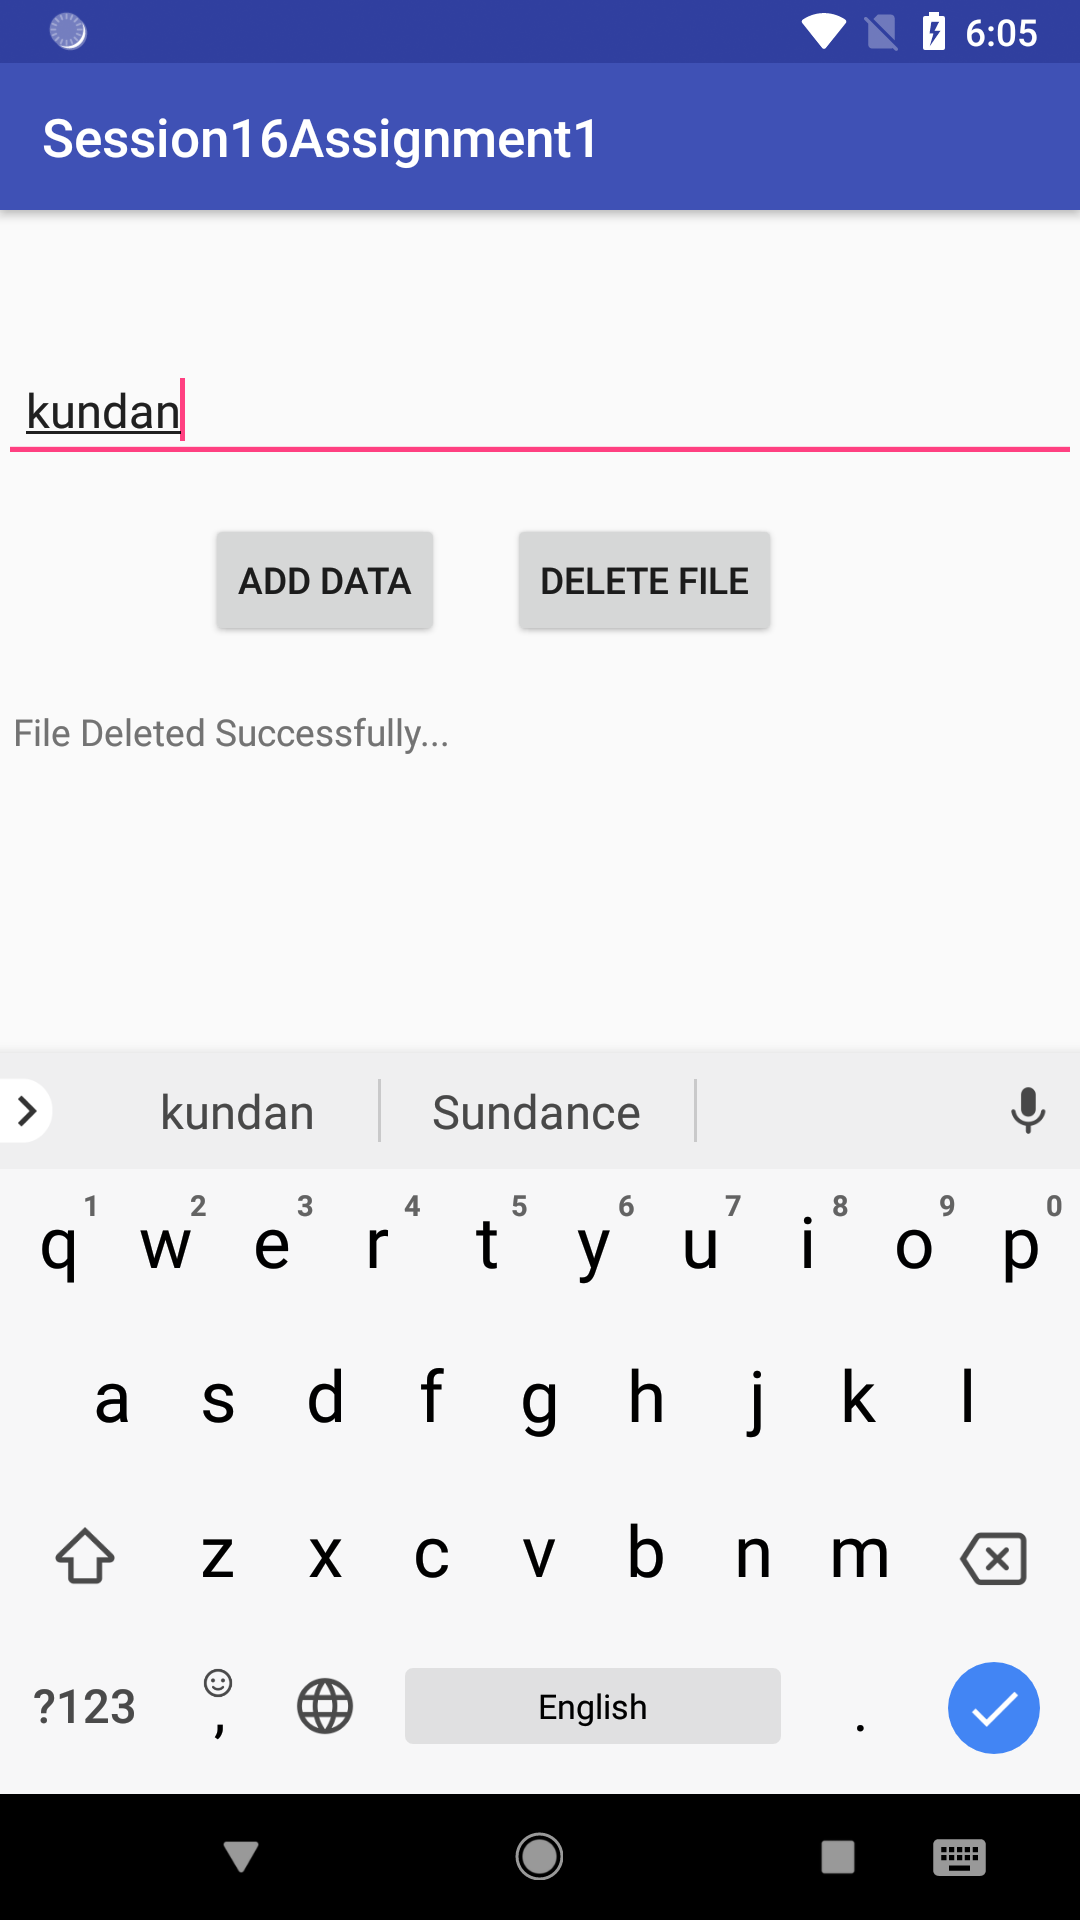 6:05
Session16Assignment1
kundan
ADD DATA DELETE FILE
File Deleted Successfully...
kundan Sundance
1 2 3 4 5 6 7 8 9 0
q w e r t y u i o p
a s d f g h j k l
z x c v b n m
?123 , English .